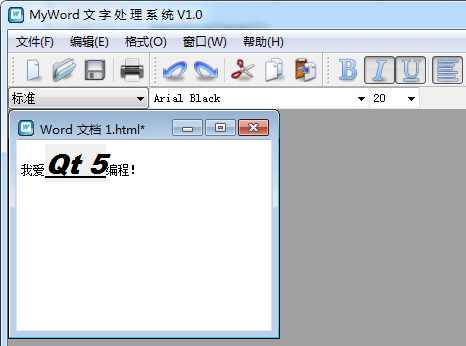 MyWord 文 字 处 理 系 统 V1.0
文件(F) 编辑(E) 格式(O) 窗口(W) 帮助(H)
B I U
标准 Arial Black 20
Word 文档 1.html*
我爱Qt 5编程!